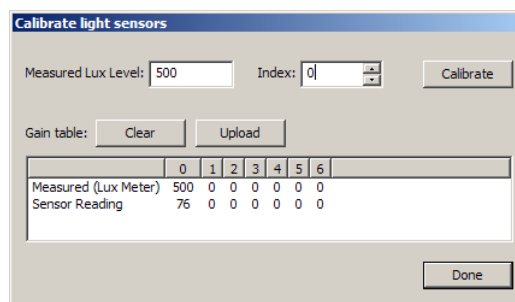 Calibrate light sensors
Measured Lux Level: 500 Index: 0 Calibrate
Gain table: Clear Upload
0 1 2 3 4 5 6
Measured (Lux Meter) 500 0 0 0 0 0 0
Sensor Reading 76 0 0 0 0 0 0
Done